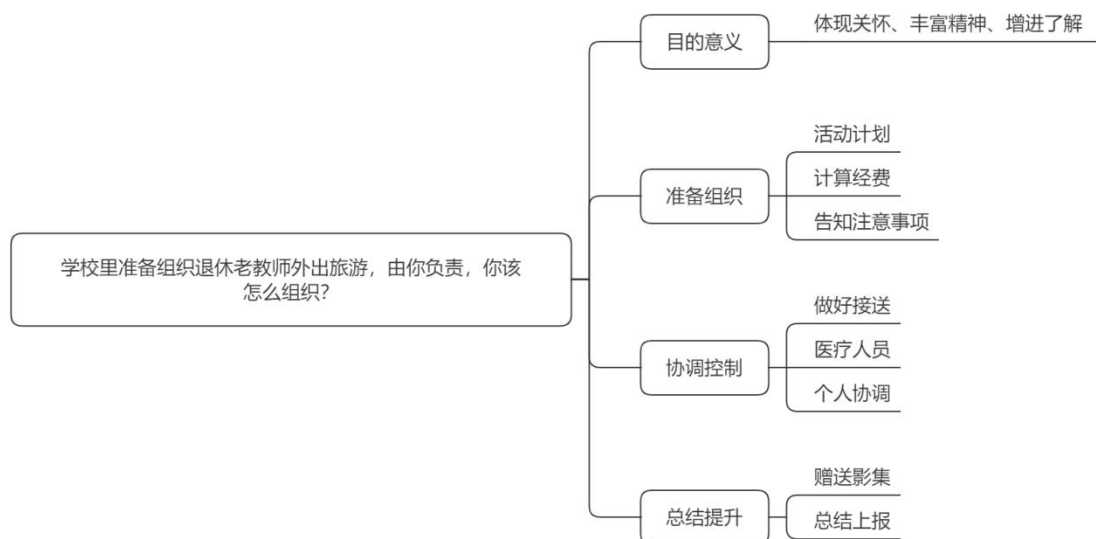 学校里准备组织退休老教师外出旅游，由你负责，你该
怎么组织？
目的意义
体现关怀、丰富精神、增进了解
准备组织
活动计划
计算经费
告知注意事项
协调控制
做好接送
医疗人员
个人协调
总结提升
赠送影集
总结上报